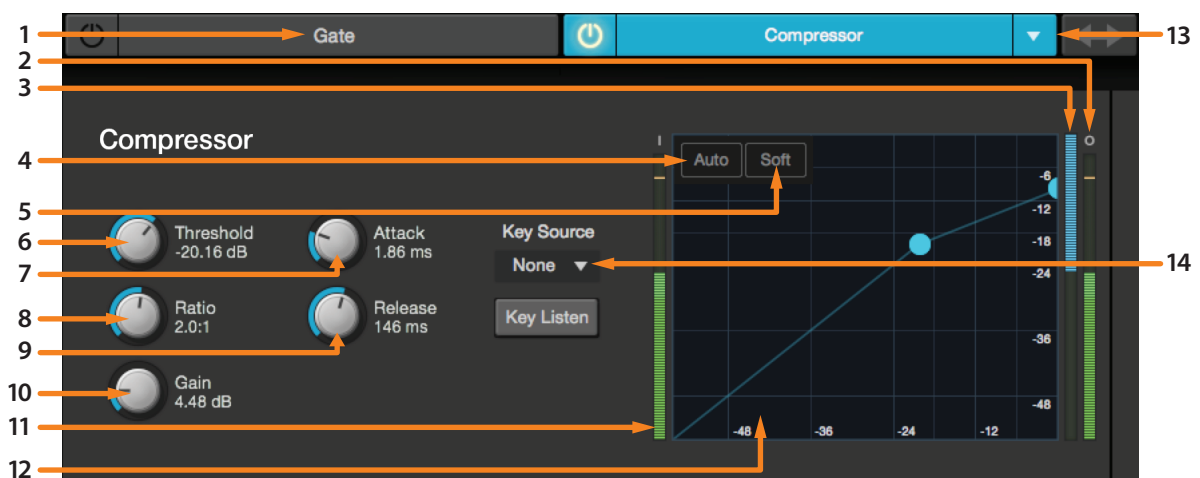 1
Gate
Compressor
13
2
3
Compressor
I
O
4
Auto
Soft
-6
5
-12
6
Threshold
-20.16 dB
Attack
1.86 ms
Key Source
-18
7
None
14
-24
8
Ratio
2.0:1
Release
146 ms
Key Listen
9
-36
10
Gain
4.48 dB
-48
11
-48
-36
-24
-12
12